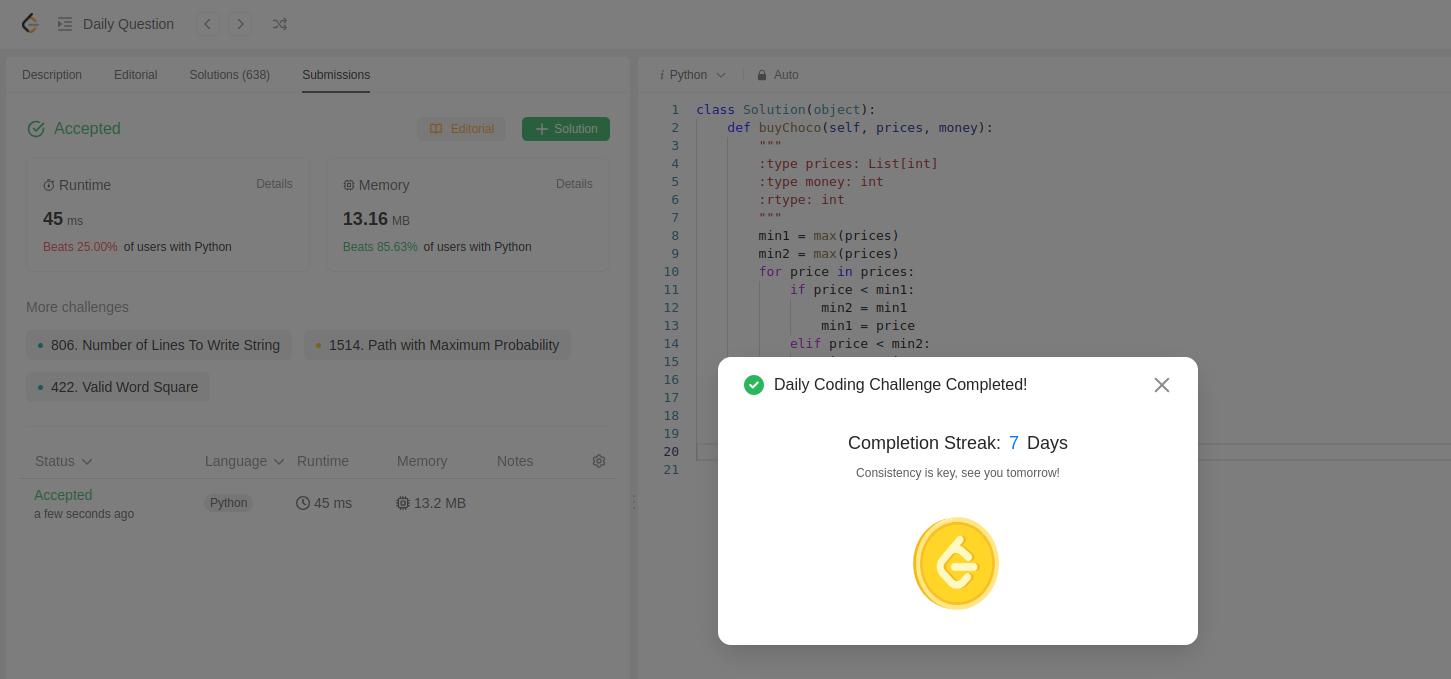 Daily Question
Description Editorial Solutions (638) Submissions
Accepted Editorial Solution
Runtime Details
45 ms
Beats 25.00% of users with Python
Memory Details
13.16 MB
Beats 85.63% of users with Python
More challenges
806. Number of Lines To Write String 1514. Path with Maximum Probability
422. Valid Word Square
Status Language Runtime Memory Notes
Accepted
a few seconds ago
Python 45 ms 13.2 MB
i Python Auto
1 class Solution(object):
2 def buyChoco(self, prices, money):
3 """
4 :type prices: List[int]
5 :type money: int
6 :rtype: int
7 """
8 min1 = max(prices)
9 min2 = max(prices)
10 for price in prices:
11 if price < min1:
12 min2 = min1
13 min1 = price
14 elif price < min2:
15
16
17
18
19
20
21
Daily Coding Challenge Completed!
Completion Streak: 7 Days
Consistency is key, see you tomorrow!